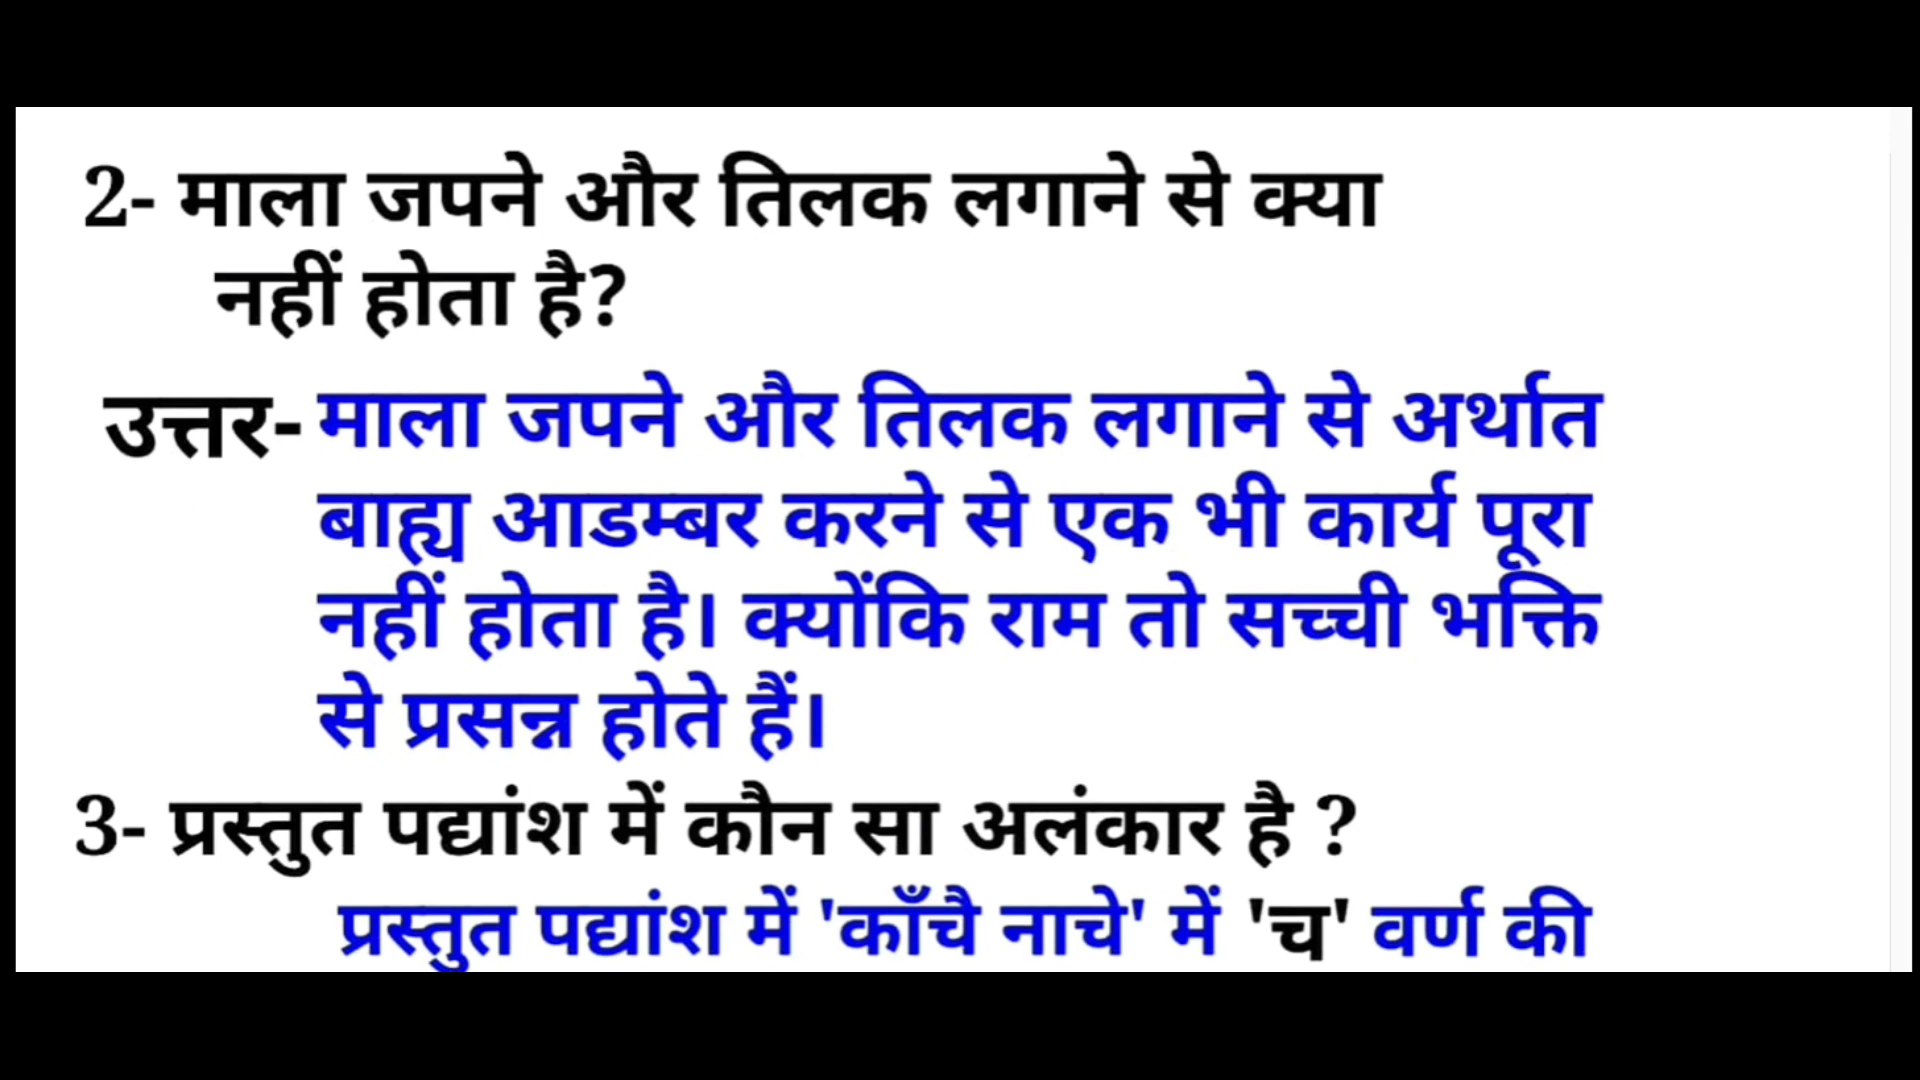 2- माला जपने और तिलक लगाने से क्या
नहीं होता है?
उत्तर- माला जपने और तिलक लगाने से अर्थात
बाह्य आडम्बर करने से एक भी कार्य पूरा
नहीं होता है। क्योंकि राम तो सच्ची भक्ति
से प्रसन्न होते हैं।
3- प्रस्तुत पद्यांश में कौन सा अलंकार है ?
प्रस्तुत पद्यांश में 'काँचै नाचे' में 'च' वर्ण की